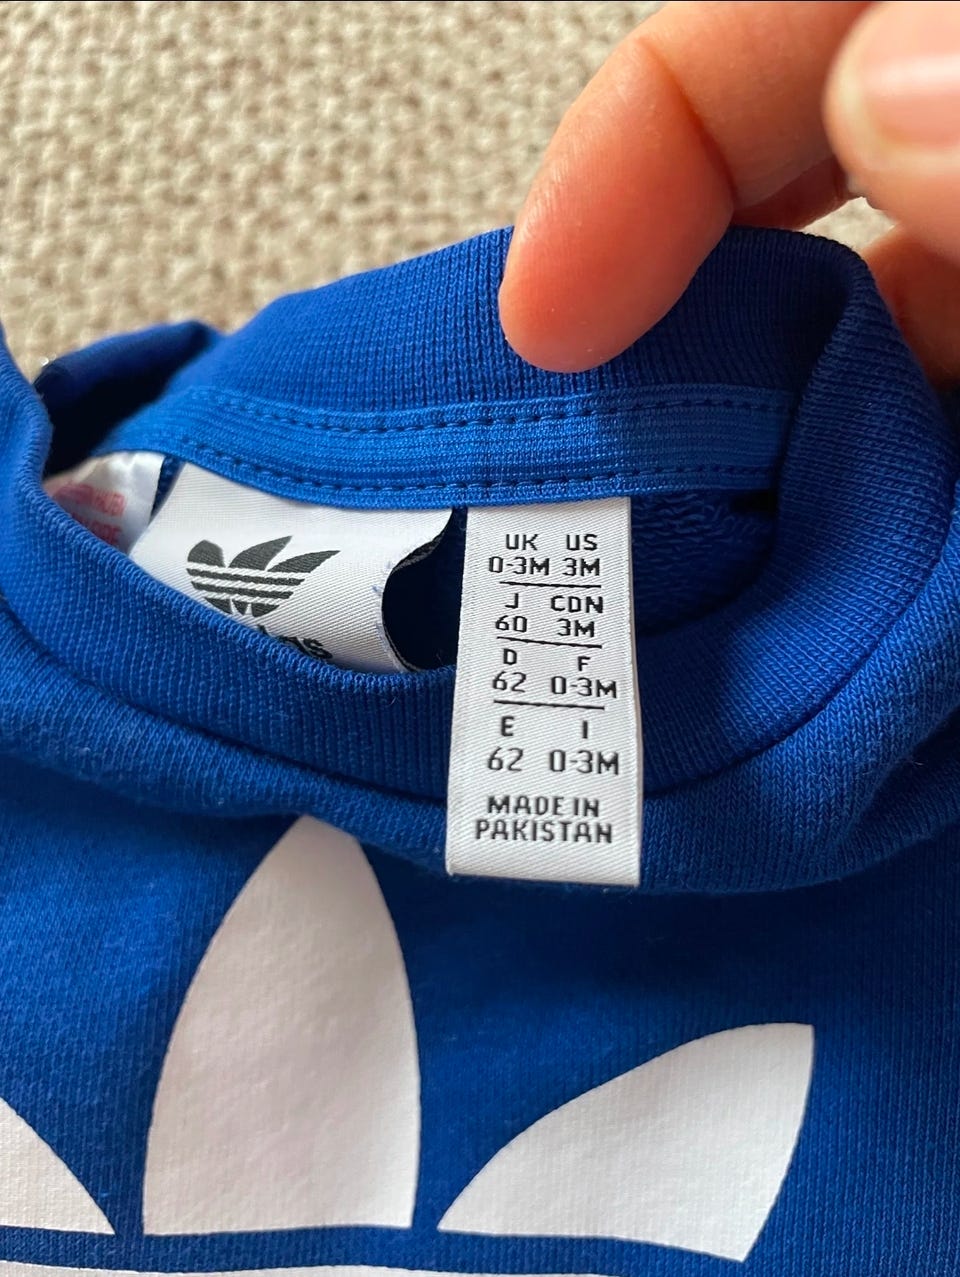 UK US
0-3M 3M
J CDN
60 3M
D F
62 0-3M
E I
62 0-3M
MADE IN
PAKISTAN